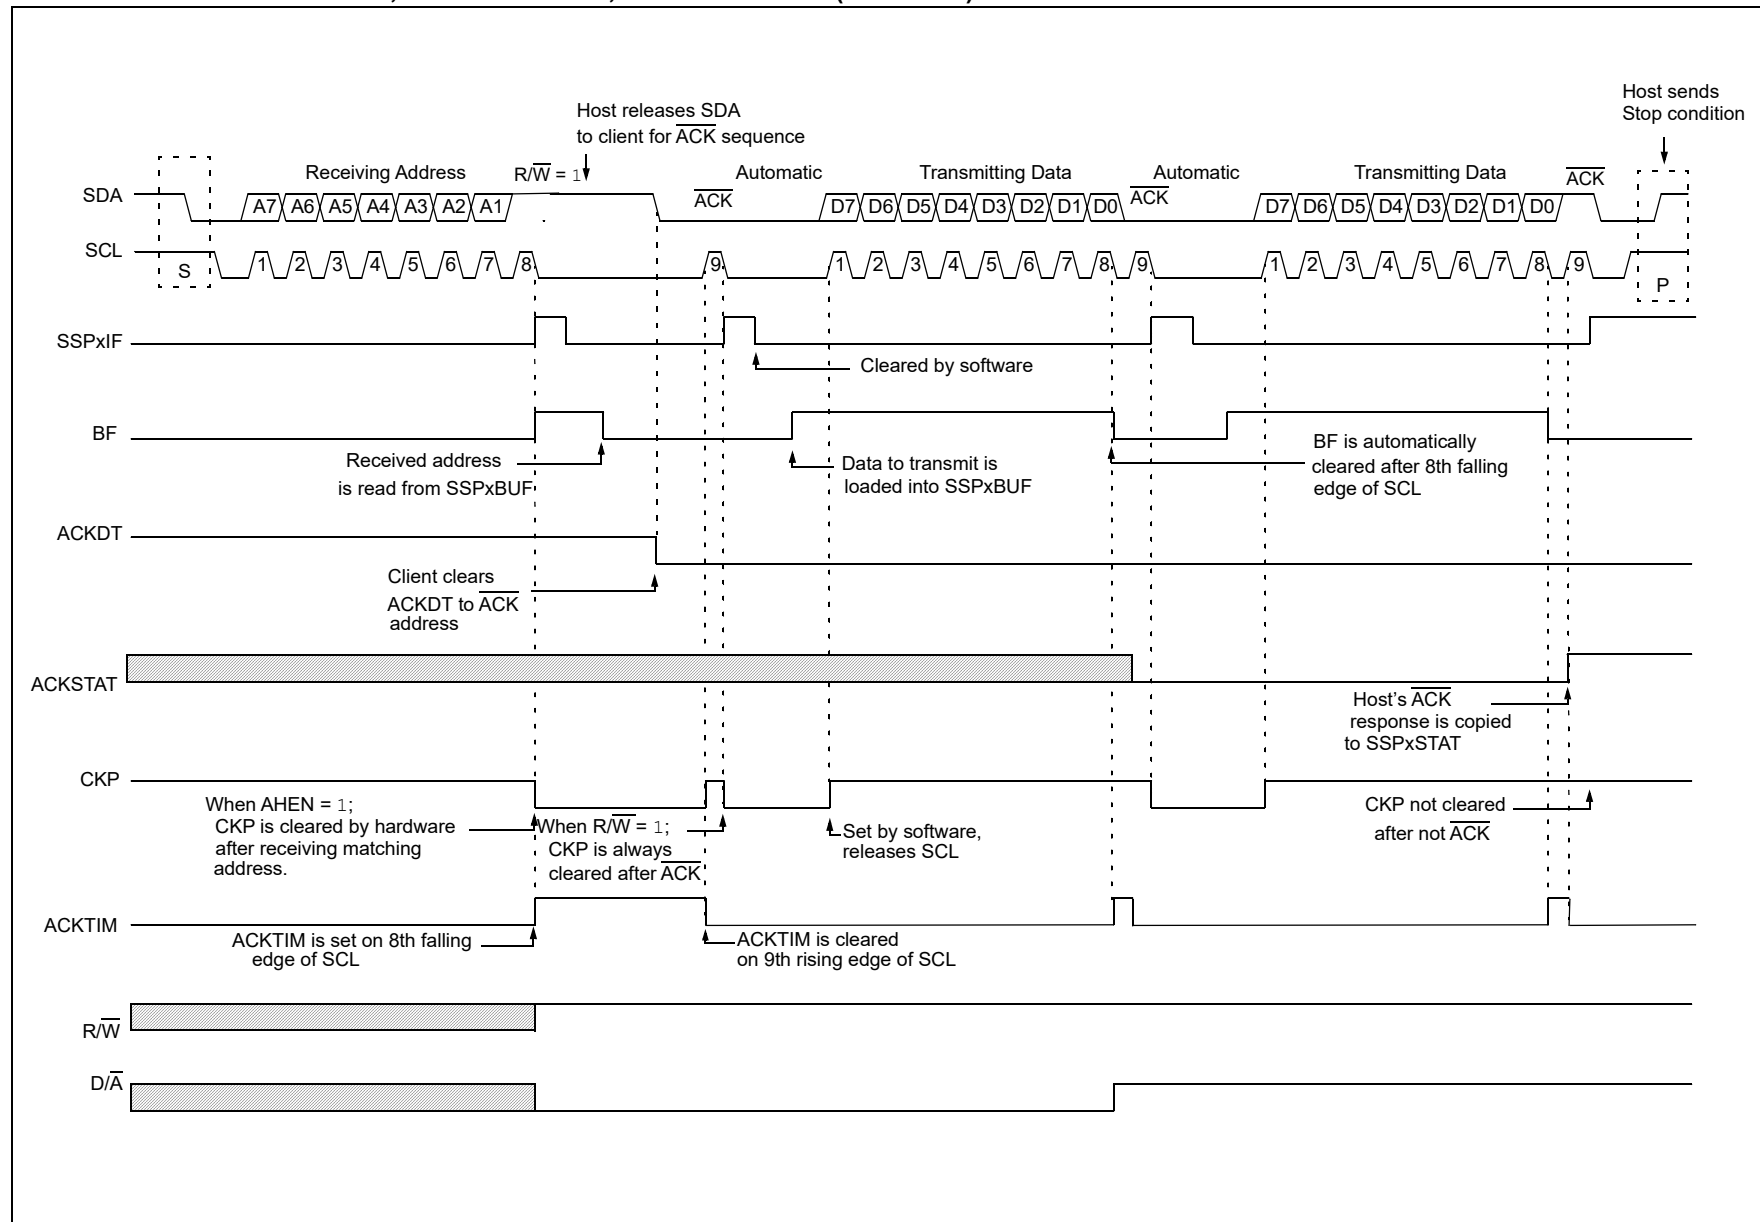 Host sends
Stop condition
Host releases SDA
to client for A̅C̅K̅ sequence
Receiving Address
R/W̅ = 1
Automatic
Transmitting Data
Automatic
Transmitting Data
A̅C̅K̅
SDA
A7 A6 A5 A4 A3 A2 A1
A̅C̅K̅
D7 D6 D5 D4 D3 D2 D1 D0
A̅C̅K̅
D7 D6 D5 D4 D3 D2 D1 D0
SCL
S
1 2 3 4 5 6 7 8
9
1 2 3 4 5 6 7 8 9
1 2 3 4 5 6 7 8 9
P
SSPxIF
Cleared by software
BF
Received address
is read from SSPxBUF
Data to transmit is
loaded into SSPxBUF
BF is automatically
cleared after 8th falling
edge of SCL
ACKDT
Client clears
ACKDT to A̅C̅K̅
address
ACKSTAT
Host’s A̅C̅K̅
response is copied
to SSPxSTAT
CKP
When AHEN = 1;
CKP is cleared by hardware
after receiving matching
address.
When R/W̅ = 1;
CKP is always
cleared after A̅C̅K̅
Set by software,
releases SCL
CKP not cleared
after not A̅C̅K̅
ACKTIM
ACKTIM is set on 8th falling
edge of SCL
ACKTIM is cleared
on 9th rising edge of SCL
R/W̅
D/A̅